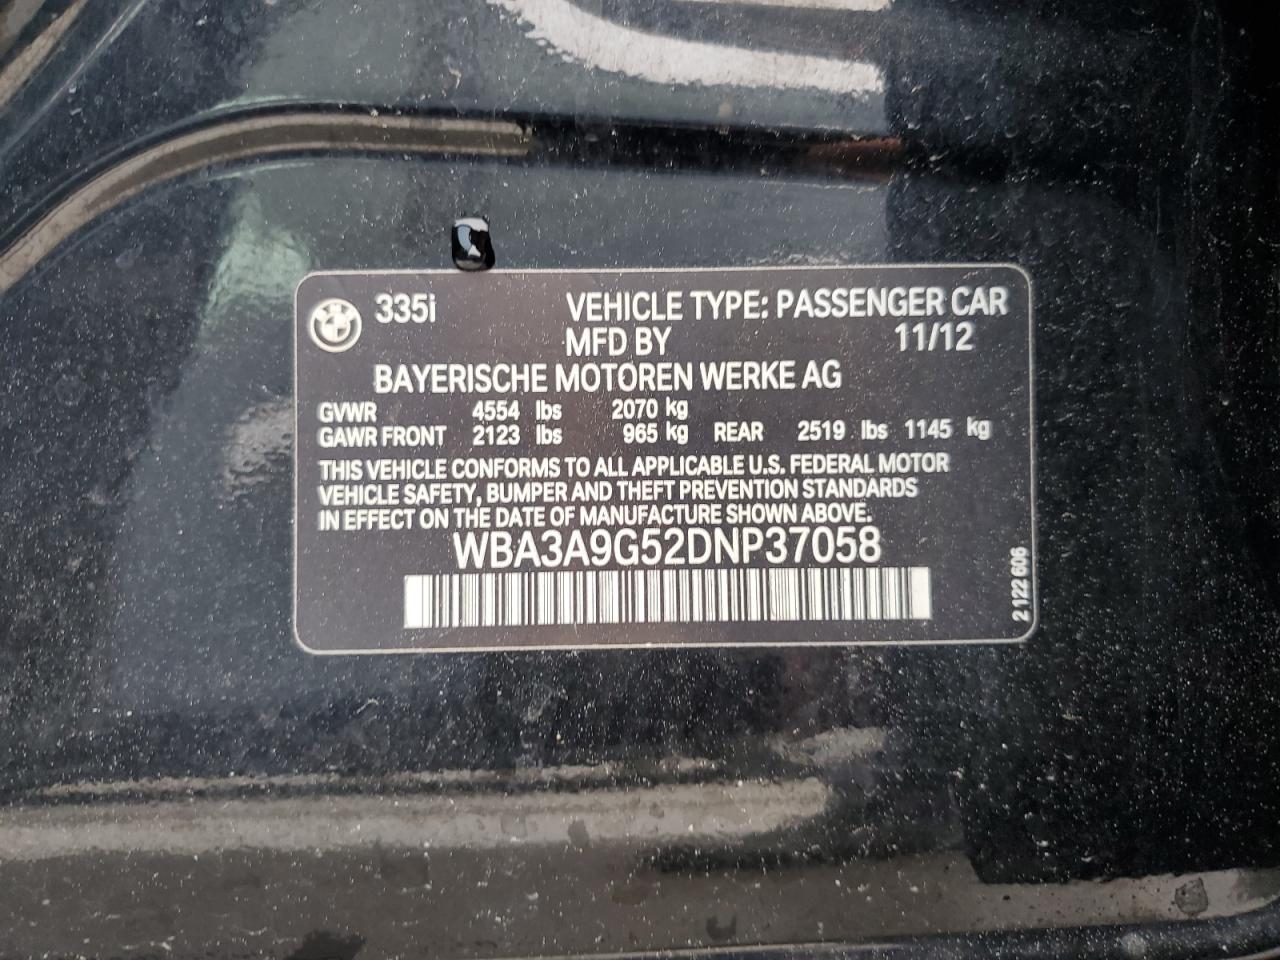 335i VEHICLE TYPE: PASSENGER CAR
MFD BY 11/12
BAYERISCHE MOTOREN WERKE AG
GVWR 4554 lbs 2070 kg
GAWR FRONT 2123 lbs 965 kg REAR 2519 lbs 1145 kg
THIS VEHICLE CONFORMS TO ALL APPLICABLE U.S. FEDERAL MOTOR
VEHICLE SAFETY, BUMPER AND THEFT PREVENTION STANDARDS
IN EFFECT ON THE DATE OF MANUFACTURE SHOWN ABOVE.
WBA3A9G52DNP37058
2 122 606